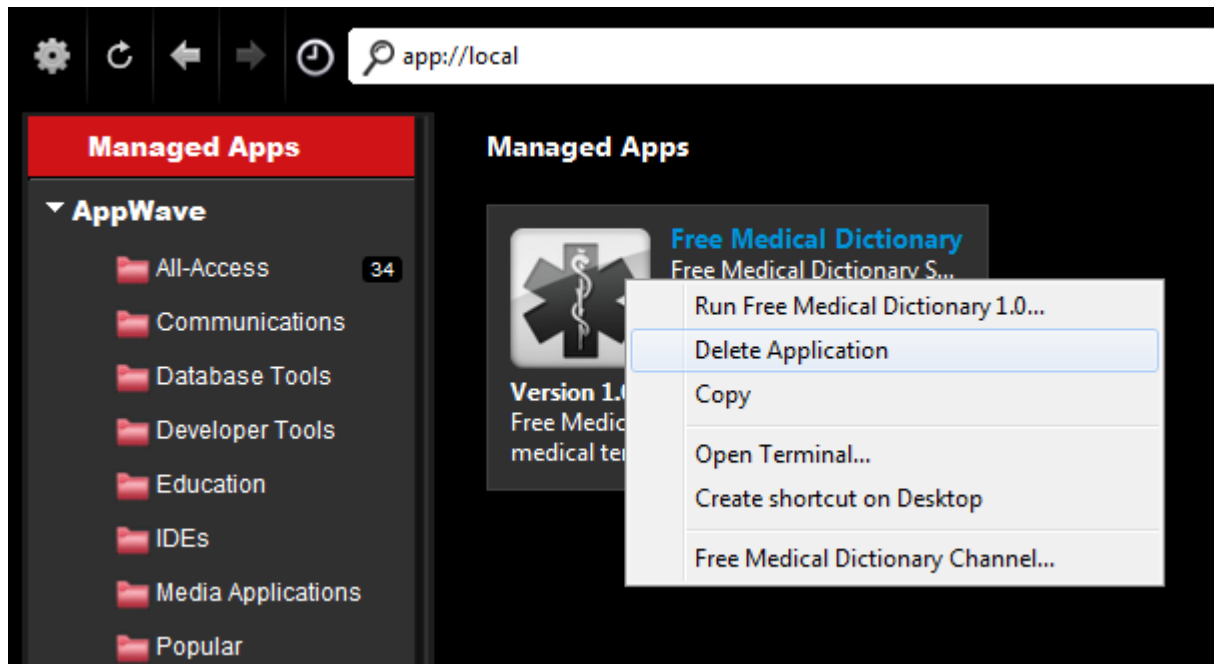 app://local
Managed Apps
AppWave
All-Access 34
Communications
Database Tools
Developer Tools
Education
IDEs
Media Applications
Popular
Managed Apps
Free Medical Dictionary
Free Medical Dictionary S...
Version 1.
Free Medic
medical
Run Free Medical Dictionary 1.0...
Delete Application
Copy
Open Terminal...
Create shortcut on Desktop
Free Medical Dictionary Channel...